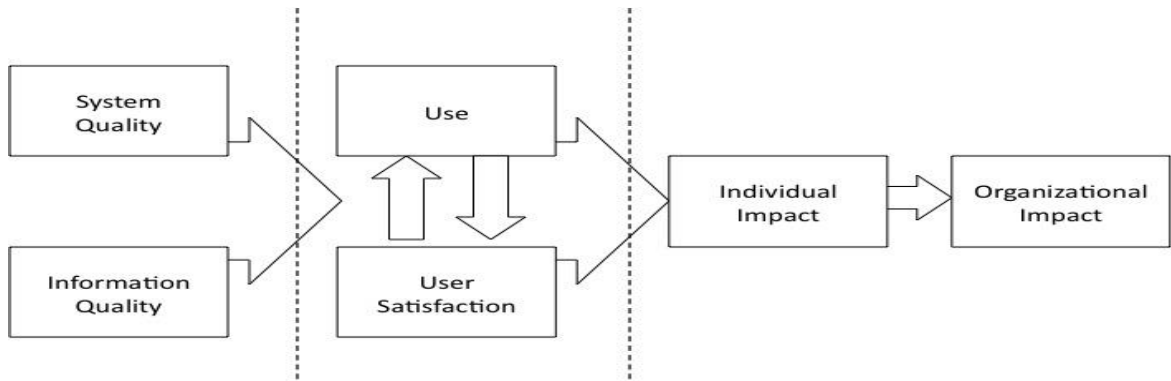 System
Quality
Use
Individual
Impact
Organizational
Impact
Information
Quality
User
Satisfaction